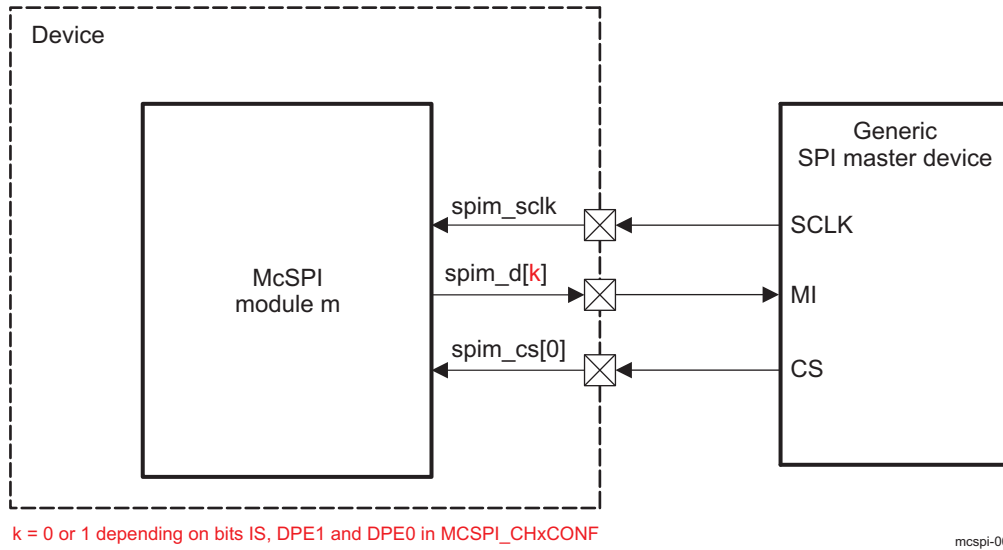 Device
Generic
SPI master device
spim_sclk
SCLK
McSPI
module m
spim_d[k]
MI
spim_cs[0]
CS
k = 0 or 1 depending on bits IS, DPE1 and DPE0 in MCSPI_CHxCONF